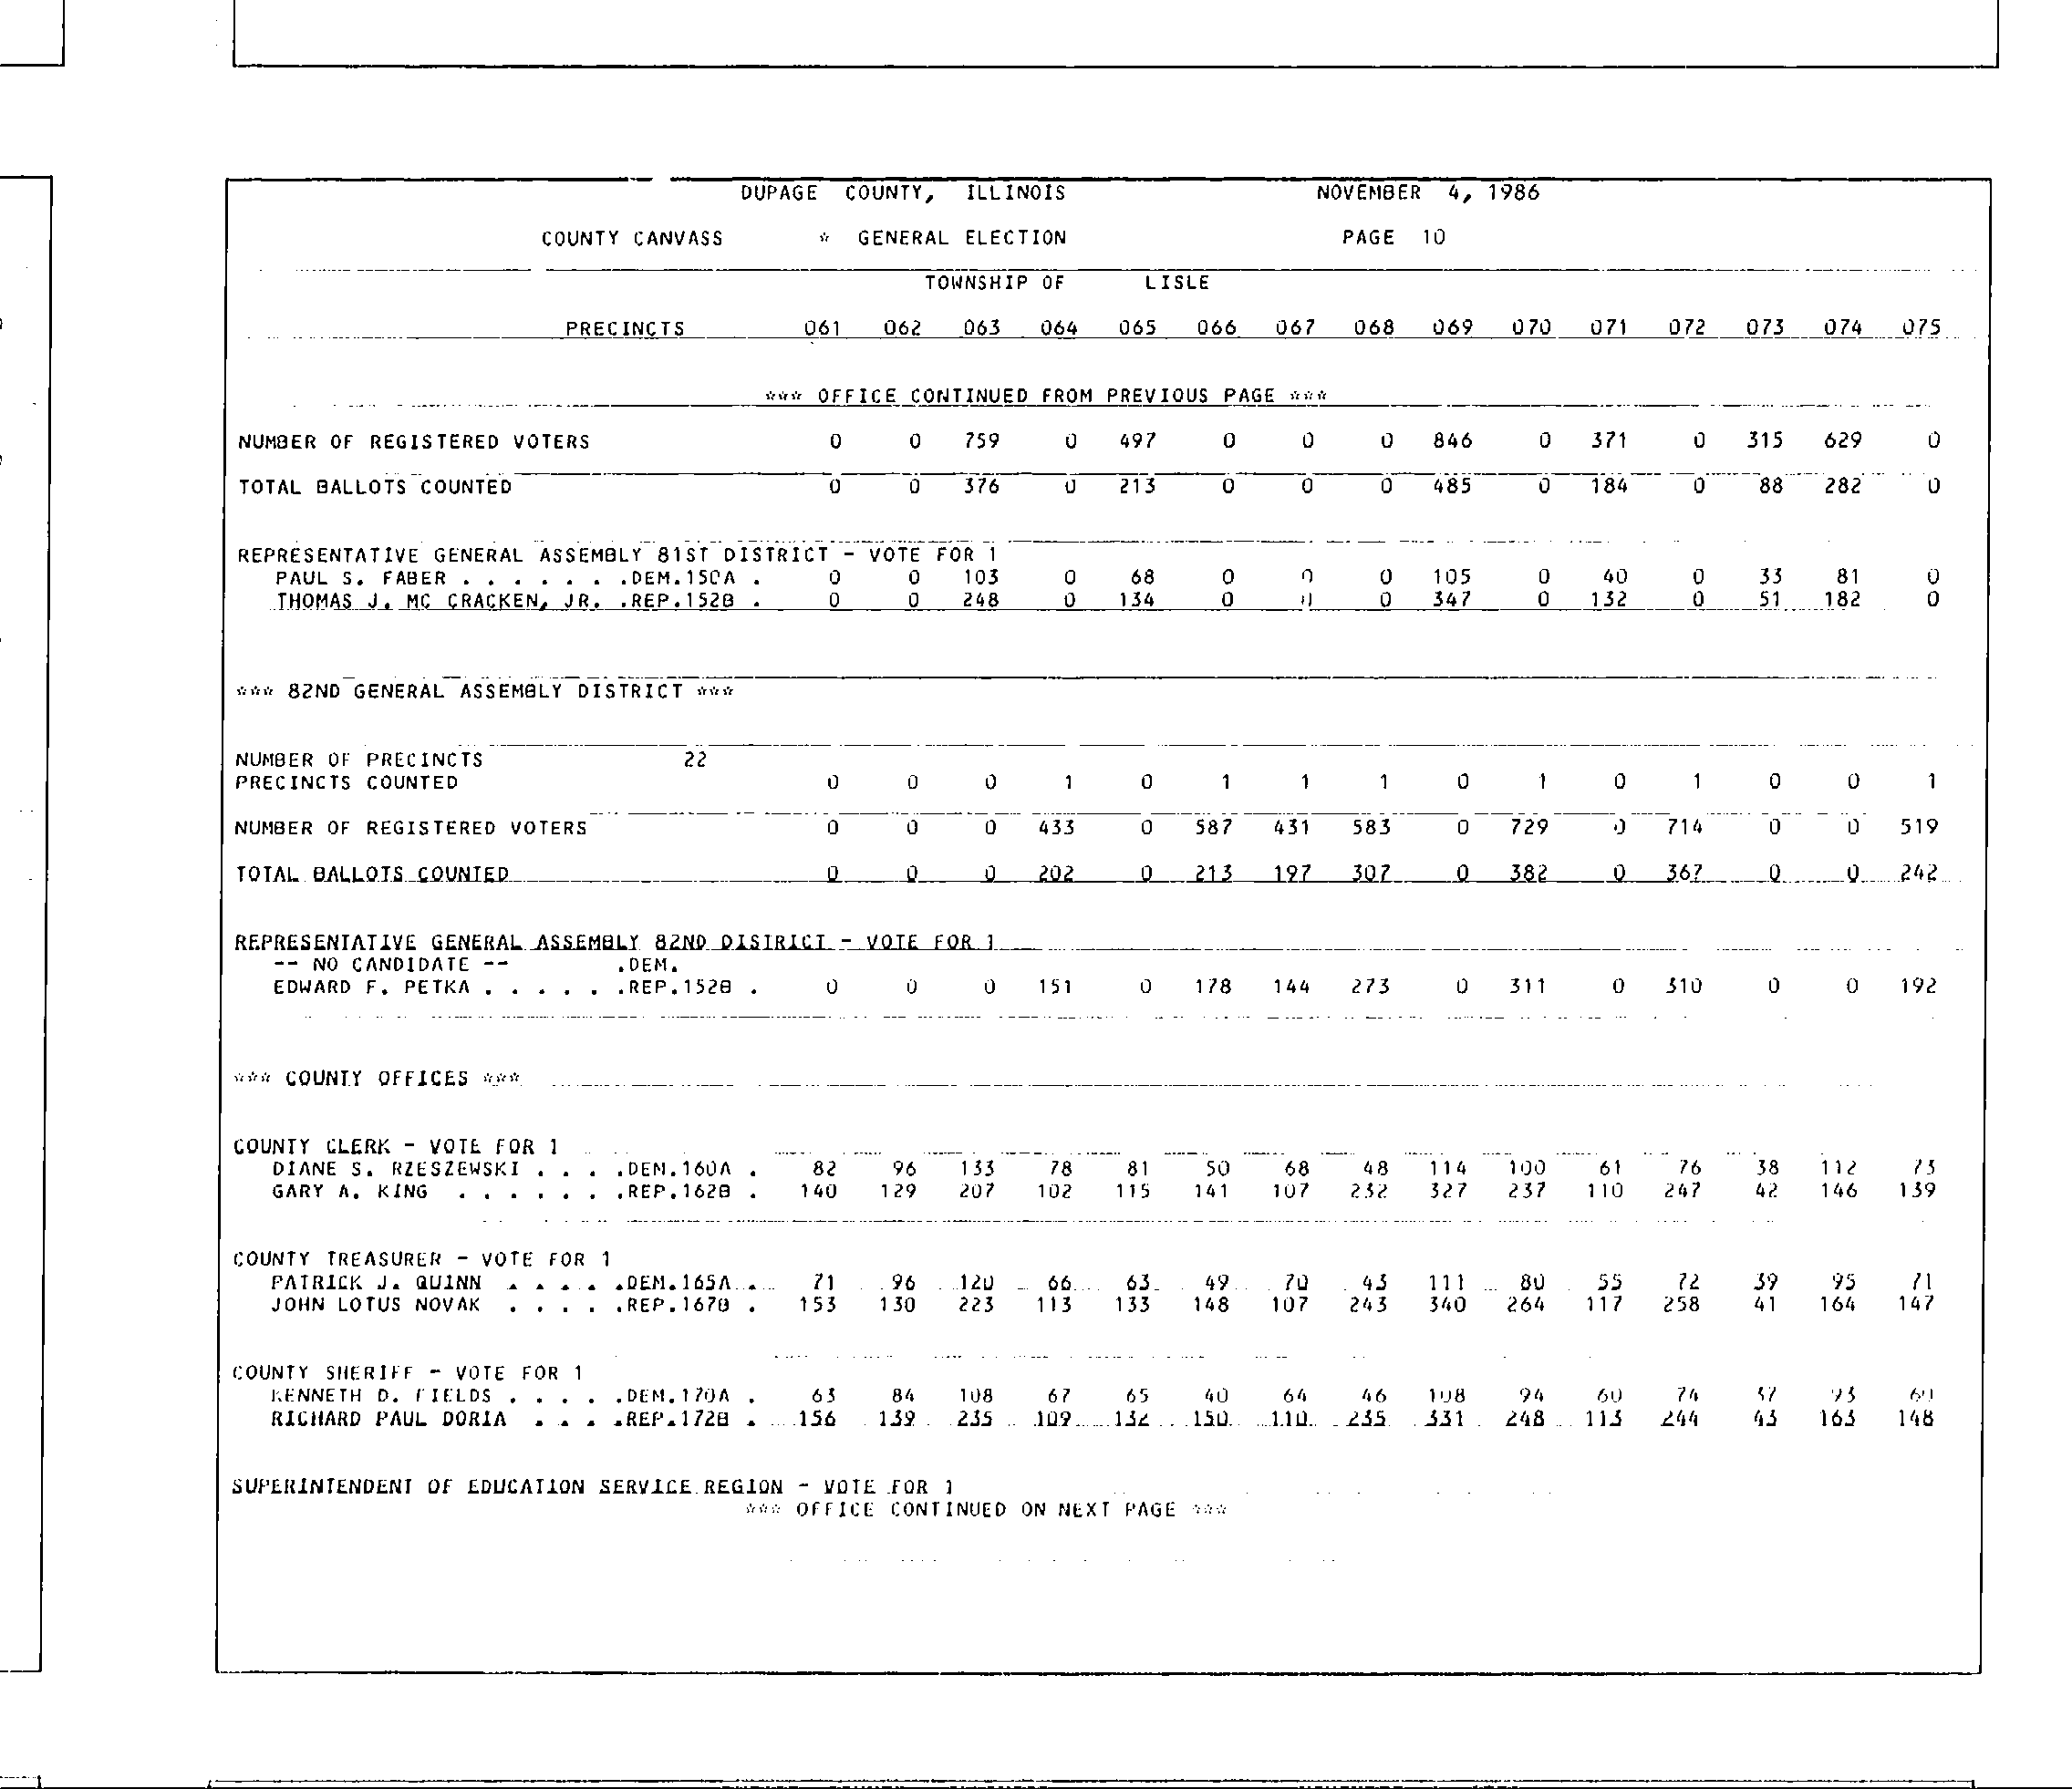 DUPAGE COUNTY, ILLINOIS NOVEMBER 4, 1986
COUNTY CANVASS * GENERAL ELECTION PAGE 10
TOWNSHIP OF LISLE
PRECINCTS 061 062 063 064 065 066 067 068 069 070 071 072 073 074 075
*** OFFICE CONTINUED FROM PREVIOUS PAGE ***
NUMBER OF REGISTERED VOTERS 0 0 759 0 497 0 0 0 846 0 371 0 315 629 0
TOTAL BALLOTS COUNTED 0 0 376 0 213 0 0 0 485 0 184 0 88 282 0
REPRESENTATIVE GENERAL ASSEMBLY 81ST DISTRICT - VOTE FOR 1
PAUL S. FABER . . . . . . .DEM.150A . 0 0 103 0 68 0 0 0 105 0 40 0 33 81 0
THOMAS J. MC CRACKEN, JR. .REP.152B . 0 0 248 0 134 0 0 0 347 0 132 0 51 182 0
*** 82ND GENERAL ASSEMBLY DISTRICT ***
NUMBER OF PRECINCTS 22
PRECINCTS COUNTED 0 0 0 1 0 1 1 1 0 1 0 1 0 0 1
NUMBER OF REGISTERED VOTERS 0 0 0 433 0 587 431 583 0 729 0 714 0 0 519
TOTAL BALLOTS COUNTED 0 0 0 202 0 213 197 307 0 382 0 367 0 0 242
REPRESENTATIVE GENERAL ASSEMBLY 82ND DISTRICT - VOTE FOR 1
-- NO CANDIDATE -- .DEM.
EDWARD F. PETKA . . . . . .REP.152B . 0 0 0 151 0 178 144 273 0 311 0 310 0 0 192
*** COUNTY OFFICES ***
COUNTY CLERK - VOTE FOR 1
DIANE S. RZESZEWSKI . . . .DEM.160A . 82 96 133 78 81 50 68 48 114 100 61 76 38 112 73
GARY A. KING . . . . . . .REP.162B . 140 129 207 102 115 141 107 232 327 237 110 247 42 146 139
COUNTY TREASURER - VOTE FOR 1
PATRICK J. QUINN . . . . .DEM.165A . 71 96 120 66 63 49 70 43 111 80 55 72 39 95 71
JOHN LOTUS NOVAK . . . . .REP.167B . 153 130 223 113 133 148 107 243 340 264 117 258 41 164 147
COUNTY SHERIFF - VOTE FOR 1
KENNETH D. FIELDS . . . . .DEM.170A . 63 84 108 67 65 40 64 46 108 94 60 74 37 93
RICHARD PAUL DORIA . . . .REP.172B . 156 139 235 109 132 150 110 235 331 248 113 244 43 163 148
SUPERINTENDENT OF EDUCATION SERVICE REGION - VOTE FOR 1
*** OFFICE CONTINUED ON NEXT PAGE ***